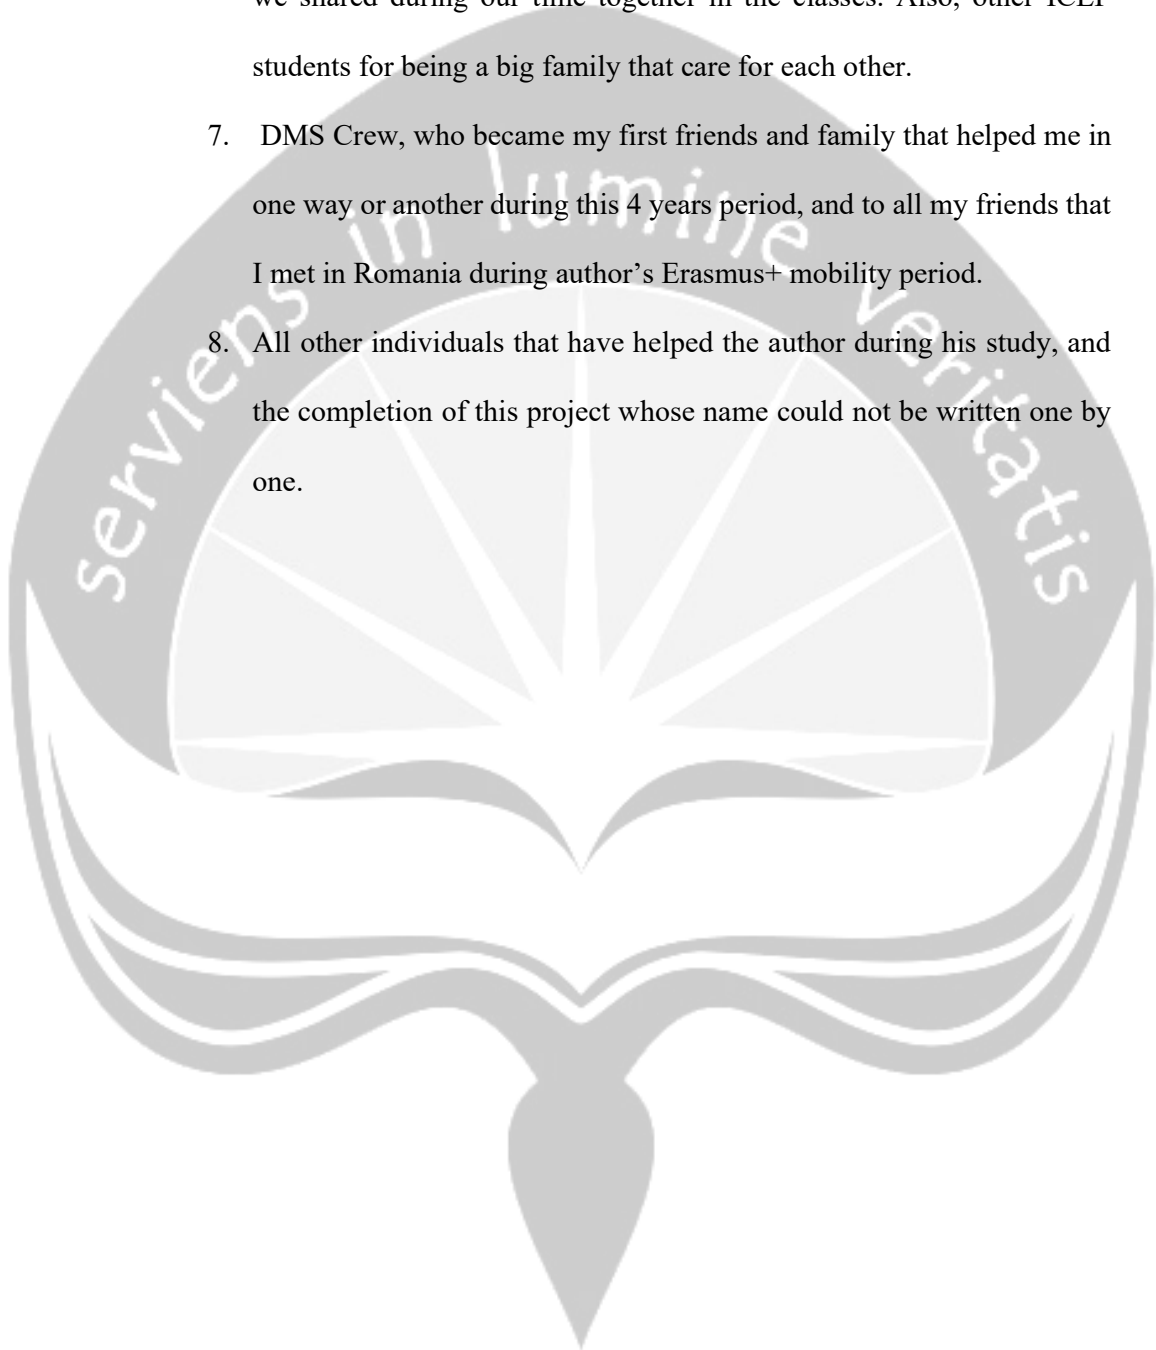 we shared during our time together in the classes. Also, other ICEP
students for being a big family that care for each other.
7. DMS Crew, who became my first friends and family that helped me in
one way or another during this 4 years period, and to all my friends that
I met in Romania during author’s Erasmus+ mobility period.
8. All other individuals that have helped the author during his study, and
the completion of this project whose name could not be written one by
one.
serviens in lumine veritatis